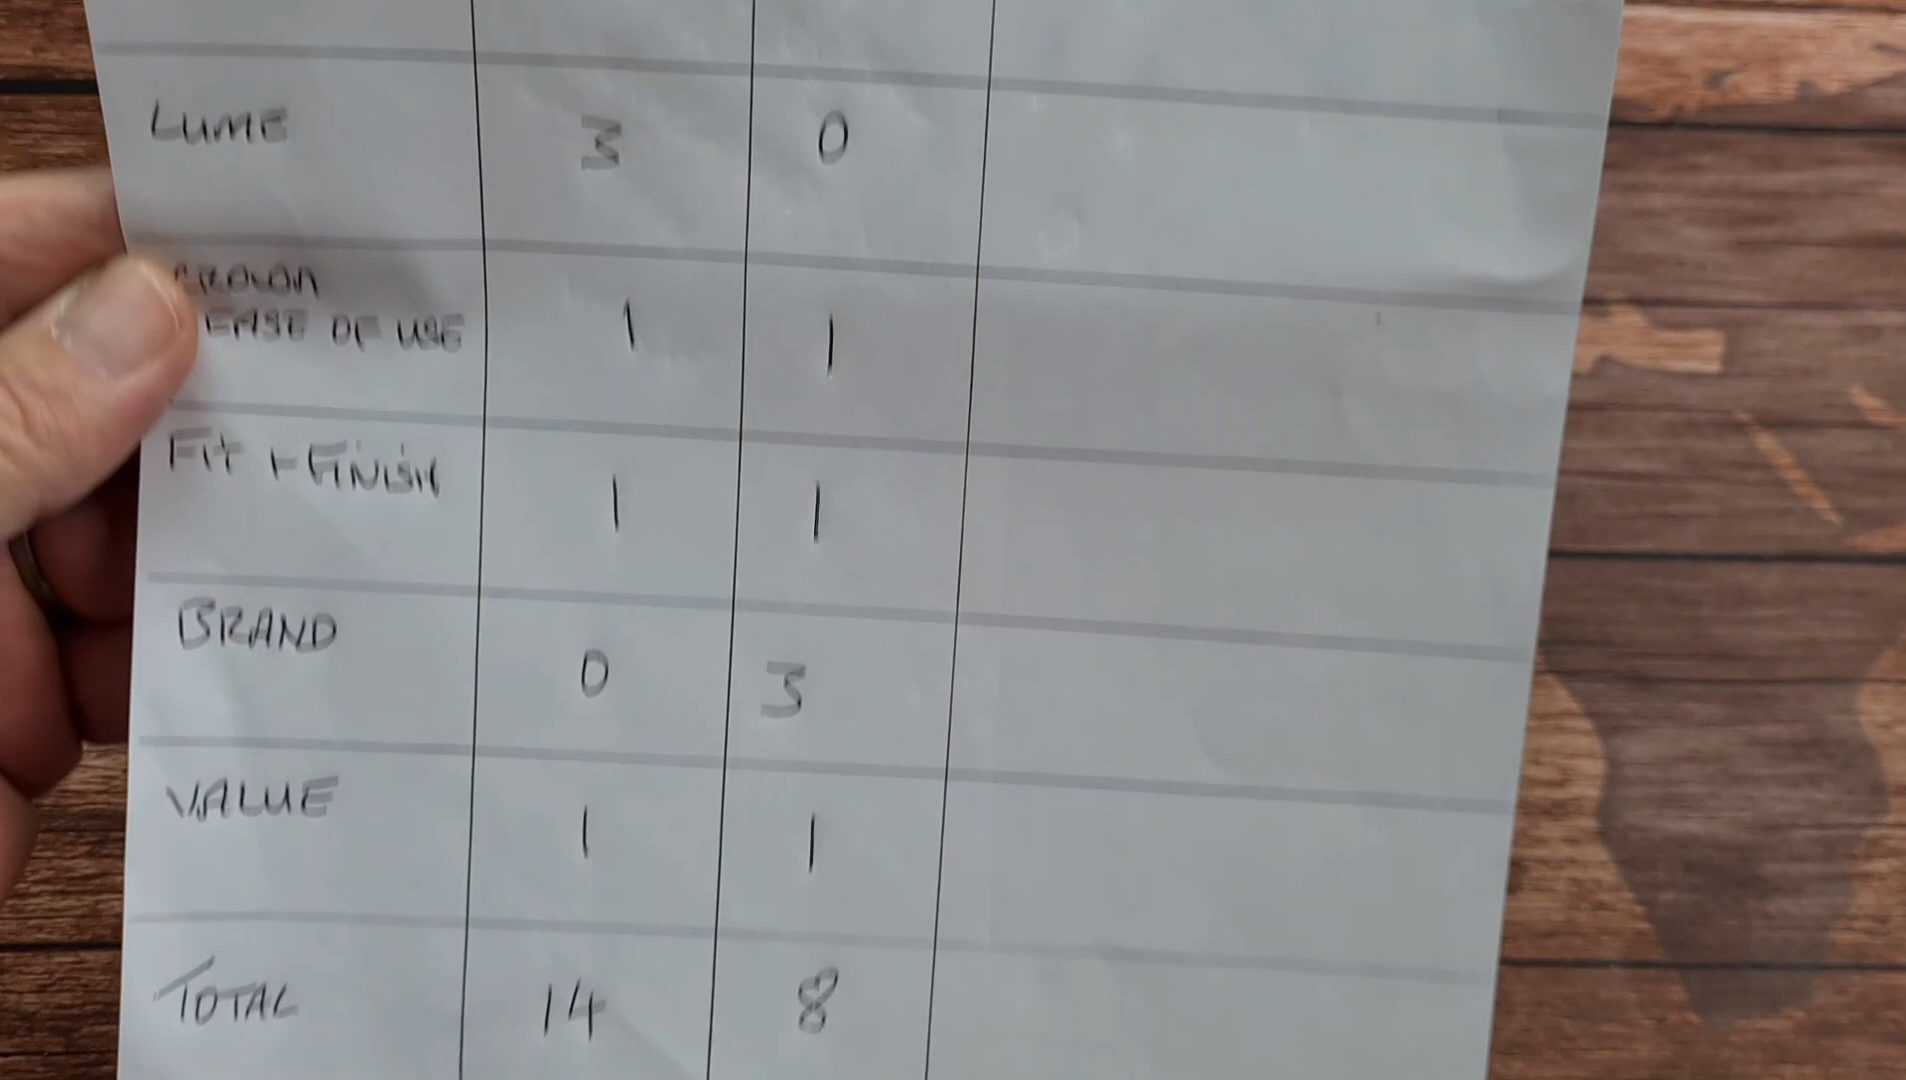 LUME 3 0
CROWN
EASE OF USE 1 1
FIT + FINISH 1 1
BRAND 0 3
VALUE 1 1
TOTAL 14 8